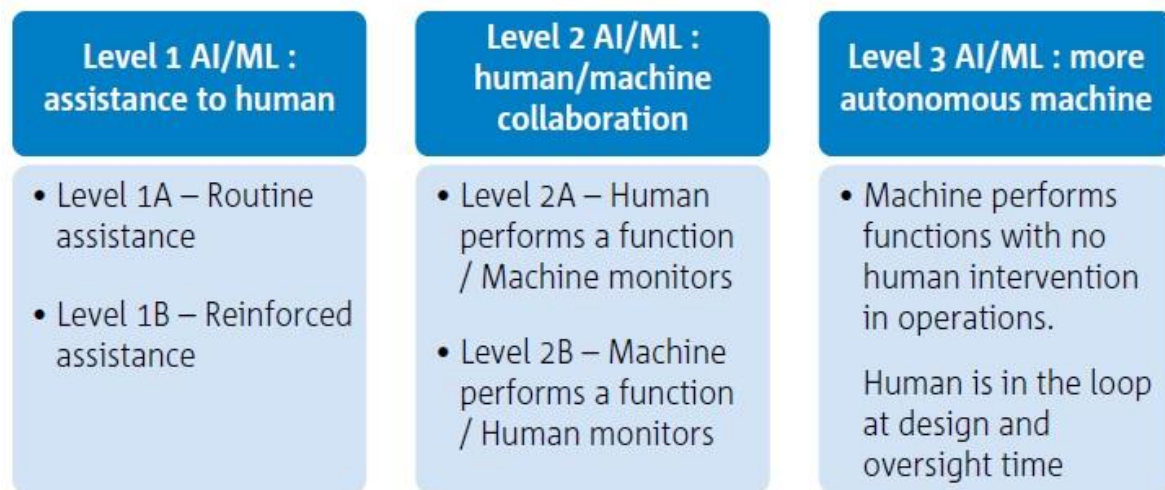 Level 1 AI/ML :
assistance to human
• Level 1A – Routine
assistance
• Level 1B – Reinforced
assistance
Level 2 AI/ML :
human/machine
collaboration
• Level 2A – Human
performs a function
/ Machine monitors
• Level 2B – Machine
performs a function
/ Human monitors
Level 3 AI/ML : more
autonomous machine
• Machine performs
functions with no
human intervention
in operations.
Human is in the loop
at design and
oversight time